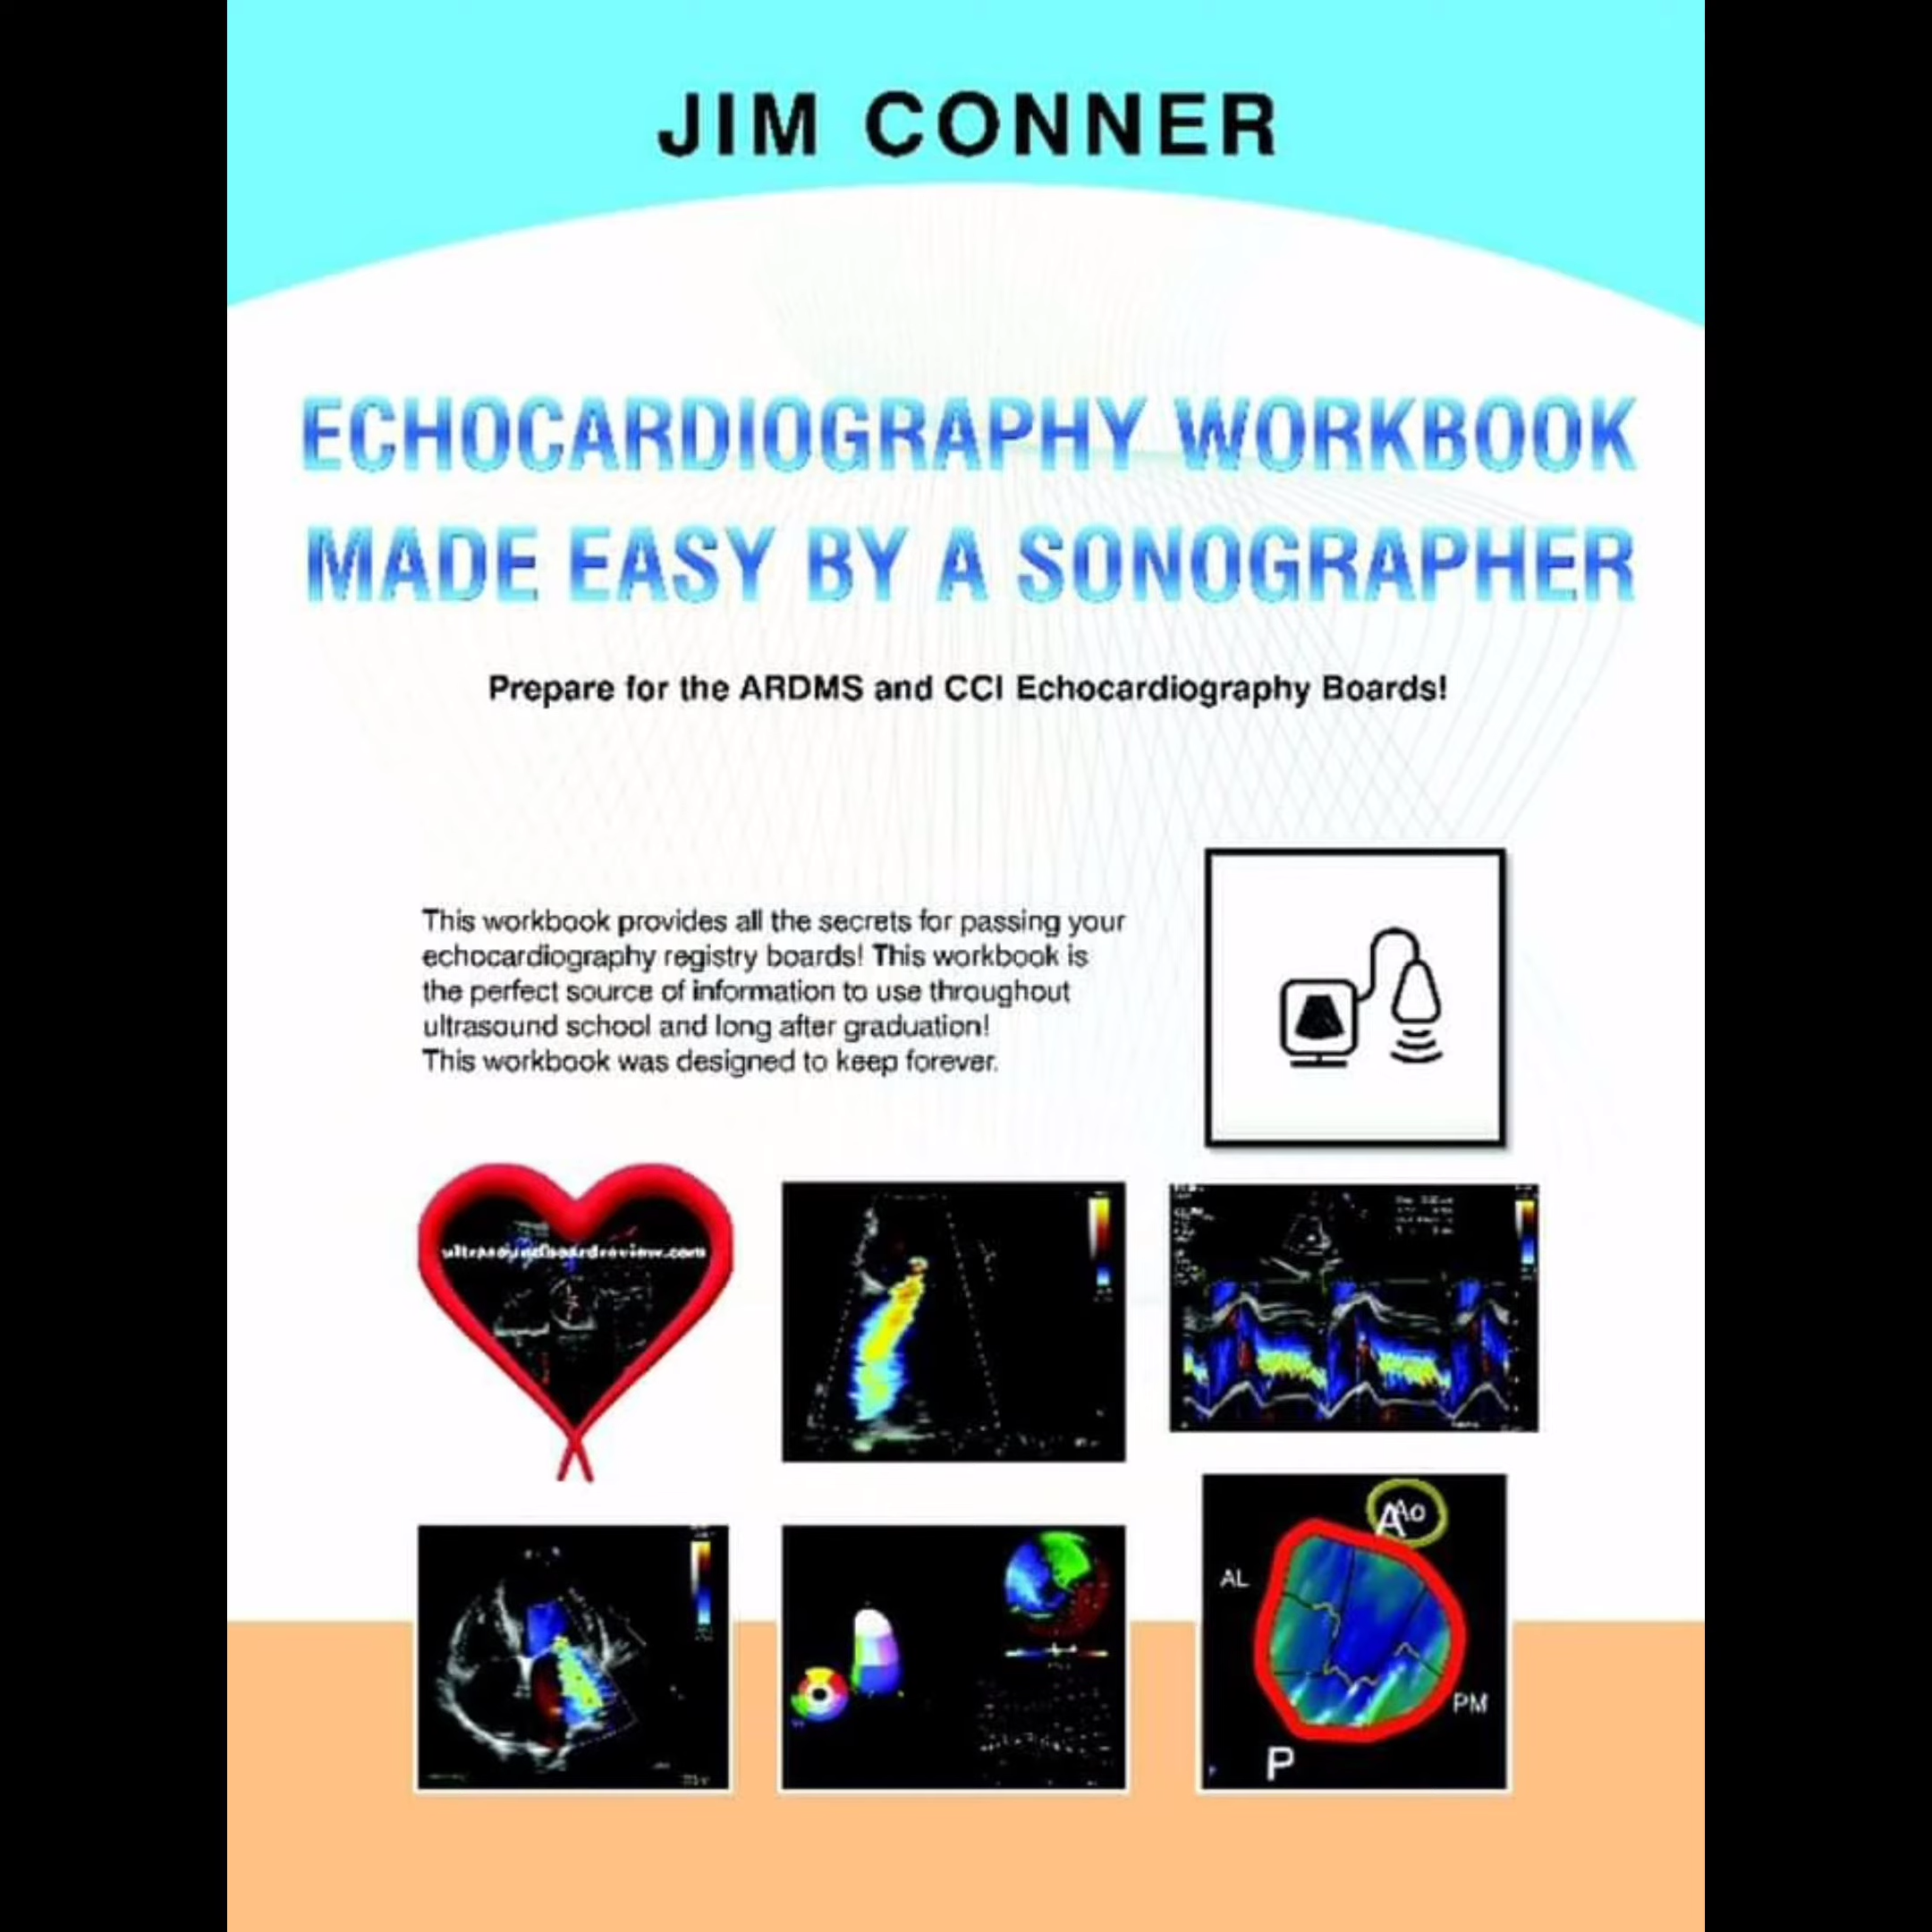 JIM CONNER
ECHOCARDIOGRAPHY WORKBOOK
MADE EASY BY A SONOGRAPHER
Prepare for the ARDMS and CCI Echocardiography Boards!
This workbook provides all the secrets for passing your
echocardiography registry boards! This workbook is
the perfect source of information to use throughout
ultrasound school and long after graduation!
This workbook was designed to keep forever.
ultrasoundboardreview.com
A
Ao
AL
PM
P